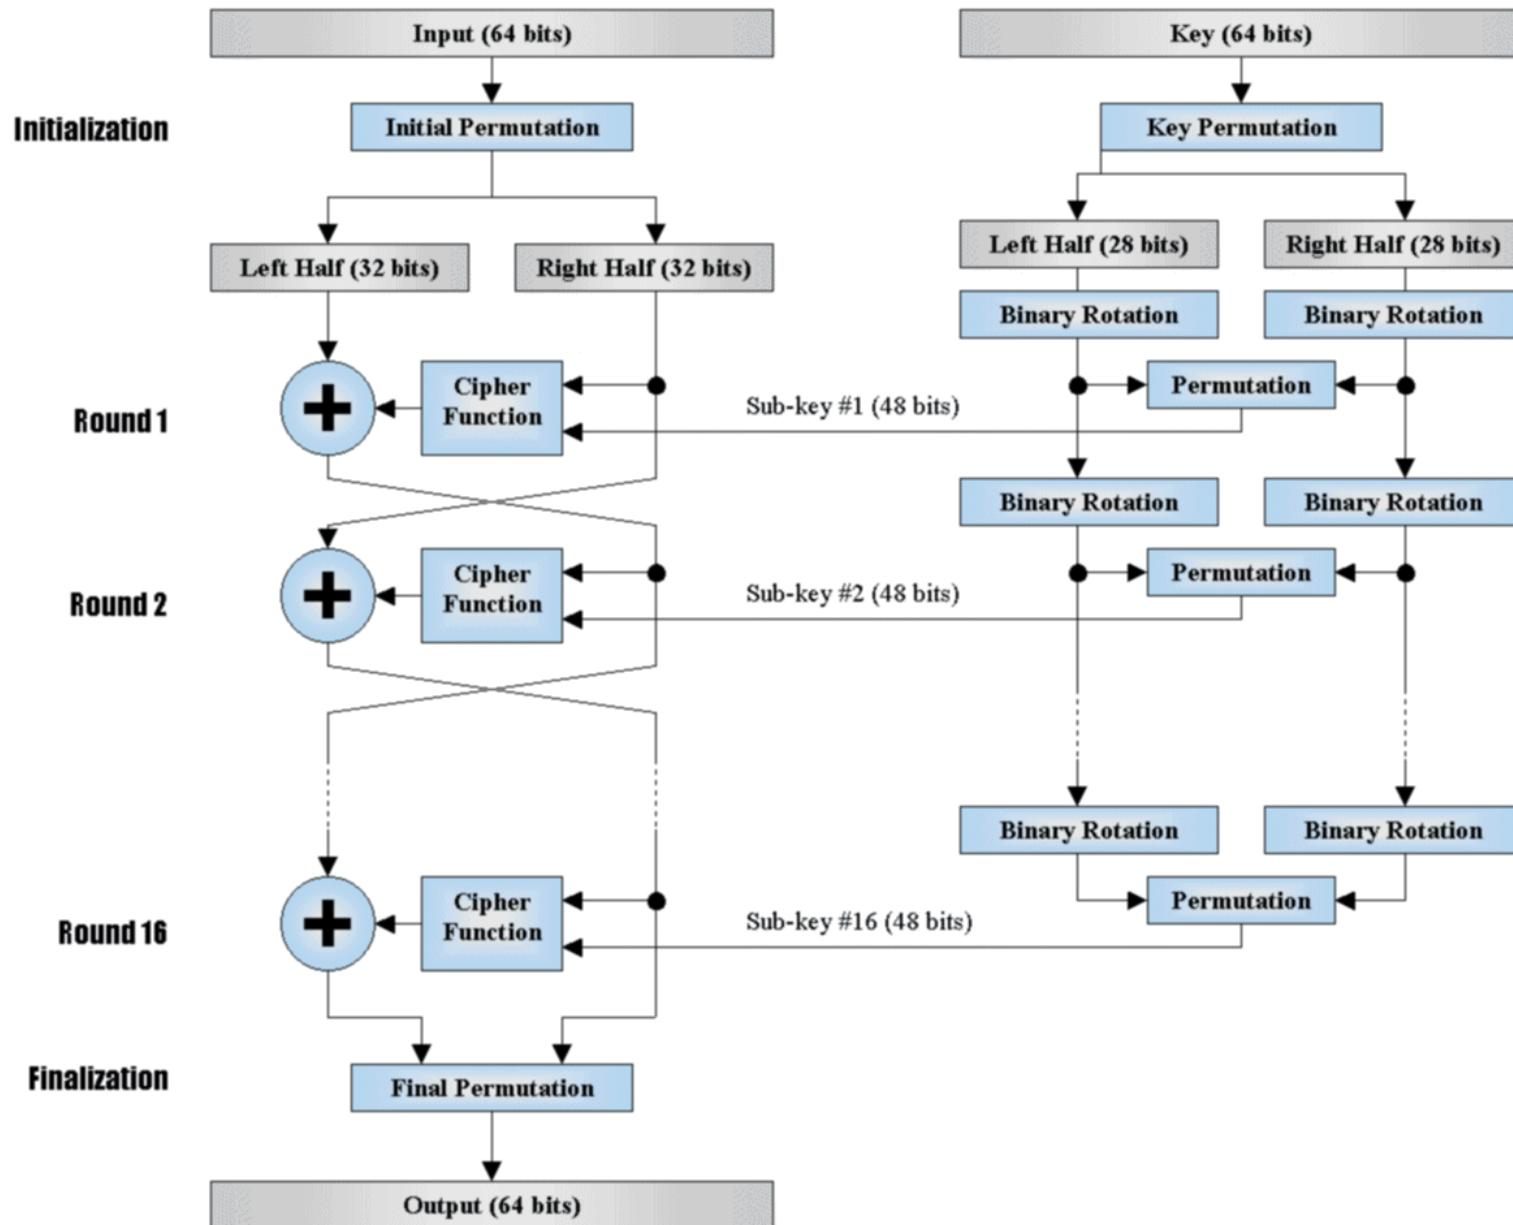 Input (64 bits)
Key (64 bits)
Initialization
Initial Permutation
Key Permutation
Left Half (32 bits)
Right Half (32 bits)
Left Half (28 bits)
Right Half (28 bits)
Binary Rotation
Binary Rotation
Round 1
Cipher
Function
Sub-key #1 (48 bits)
Permutation
Binary Rotation
Binary Rotation
Round 2
Cipher
Function
Sub-key #2 (48 bits)
Permutation
Binary Rotation
Binary Rotation
Round 16
Cipher
Function
Sub-key #16 (48 bits)
Permutation
Finalization
Final Permutation
Output (64 bits)